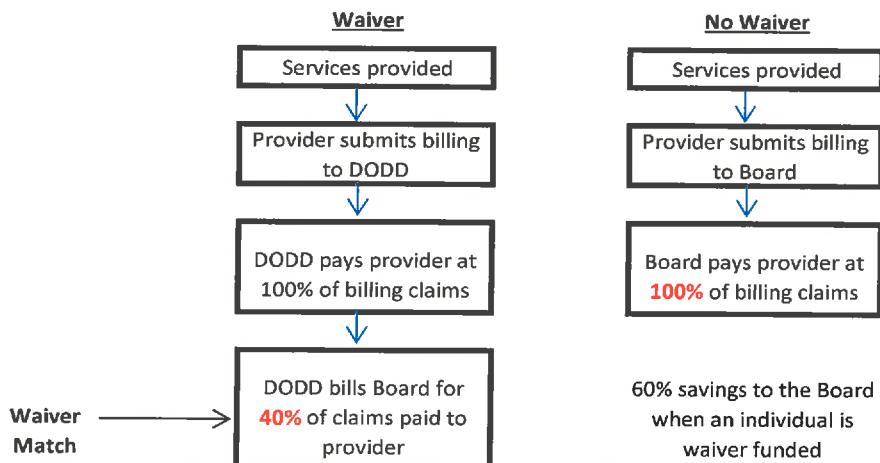 Waiver
Services provided
Provider submits billing
to DODD
DODD pays provider at
100% of billing claims
DODD bills Board for
40% of claims paid to
provider
Waiver
Match
No Waiver
Services provided
Provider submits billing
to Board
Board pays provider at
100% of billing claims
60% savings to the Board
when an individual is
waiver funded